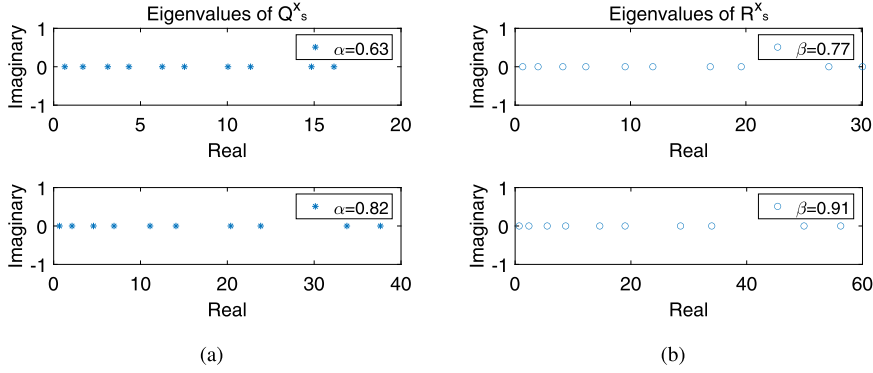 Eigenvalues of Q^x_s
Imaginary
1
0
-1
* α=0.63
0 5 10 15 20
Real
Imaginary
1
0
-1
* α=0.82
0 10 20 30 40
Real
(a)
Eigenvalues of R^x_s
Imaginary
1
0
-1
○ β=0.77
0 10 20 30
Real
Imaginary
1
0
-1
○ β=0.91
0 20 40 60
Real
(b)